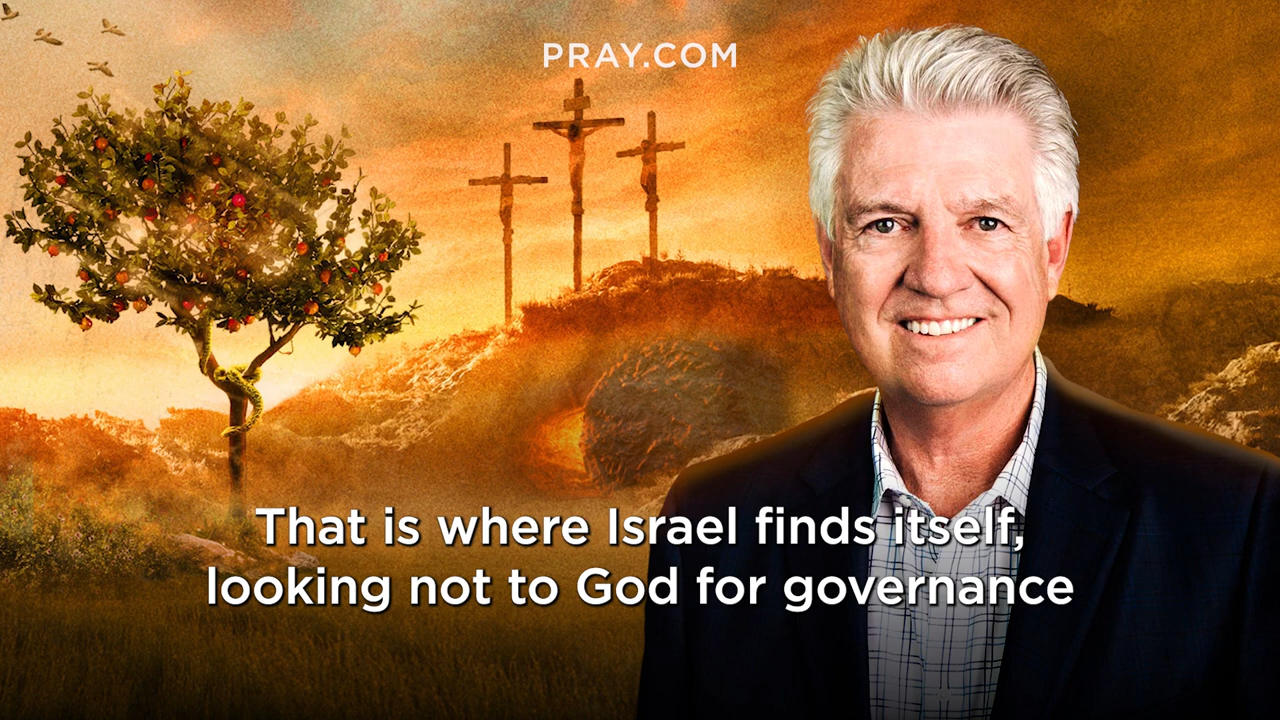 PRAY.COM
That is where Israel finds itself,
looking not to God for governance